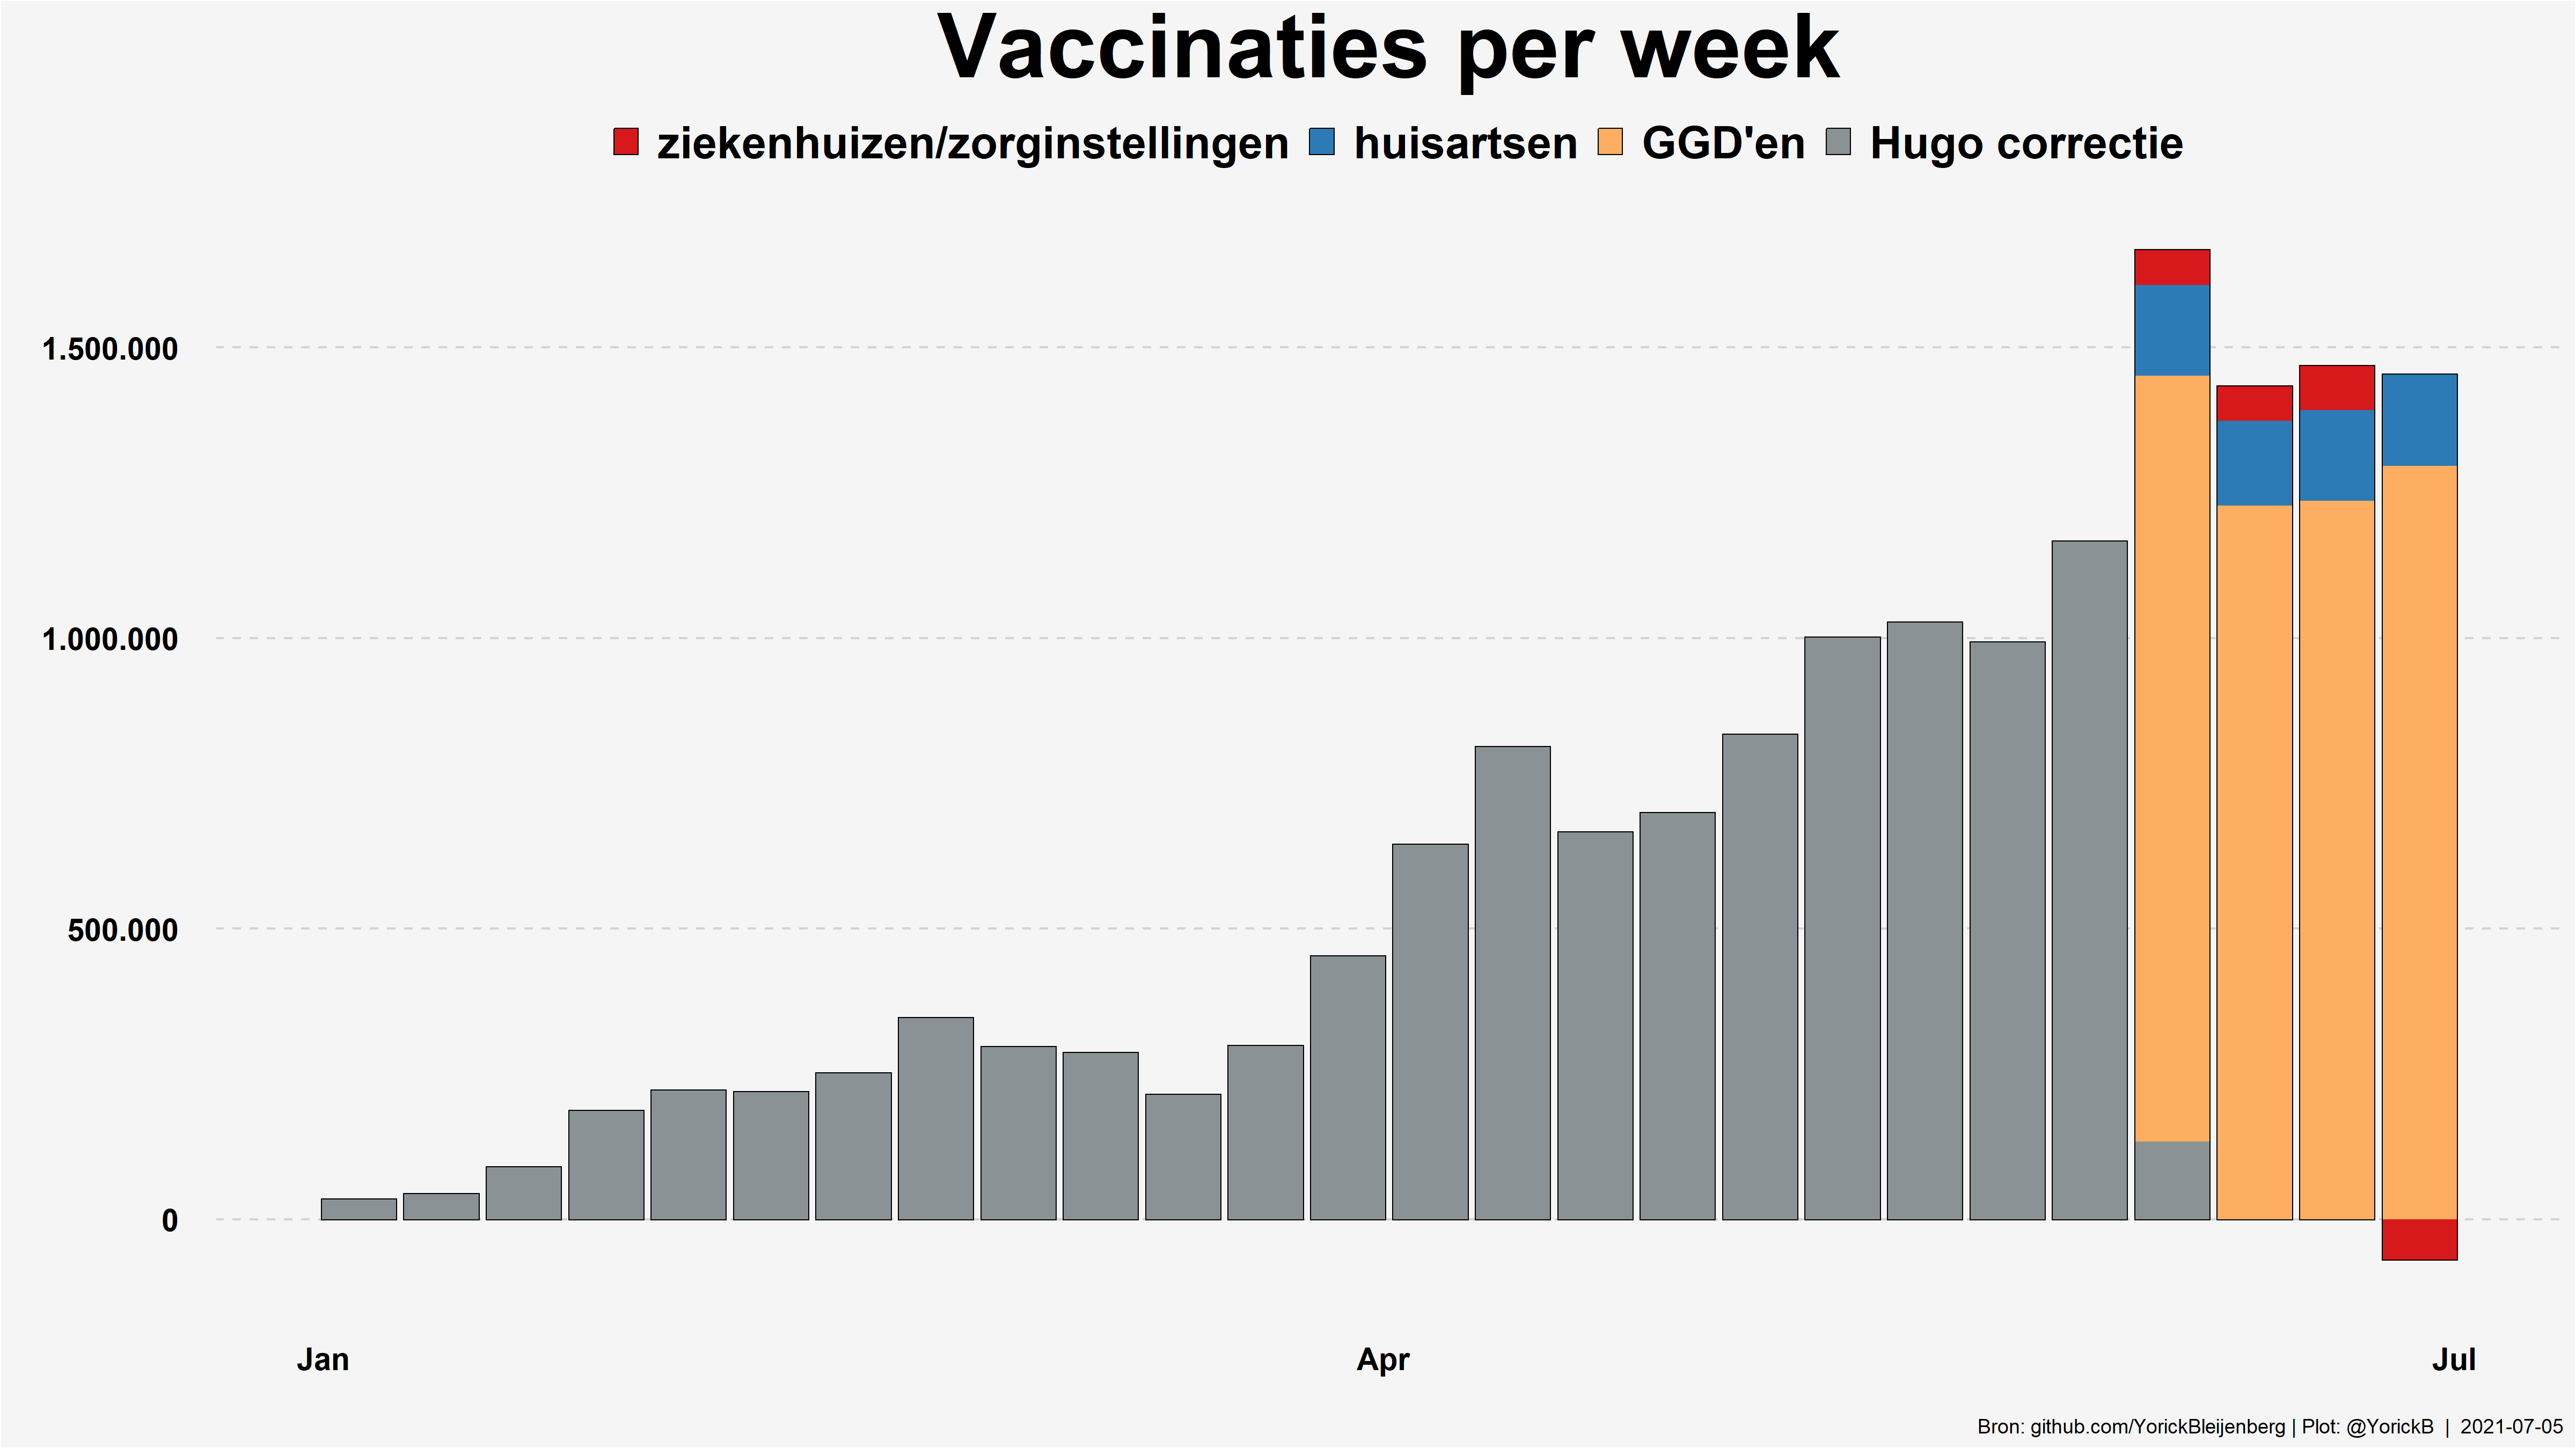 Vaccinaties per week
ziekenhuizen/zorginstellingen huisartsen GGD'en Hugo correctie
1.500.000
1.000.000
500.000
0
Jan Apr Jul
Bron: github.com/YorickBleijenberg | Plot: @YorickB | 2021-07-05